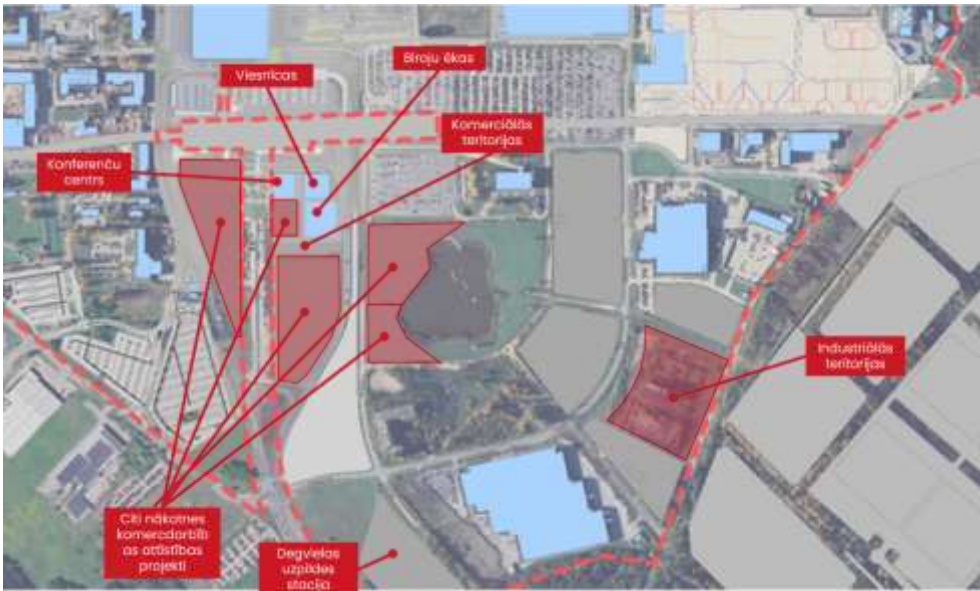 Viesnīcas
Biroju ēkas
Komerciālās
teritorijas
Konferenču
centrs
Industriālās
teritorijas
Citi nākotnes
komercdarbīb
as attīstības
projekti
Degvielas
uzpildes
stacija